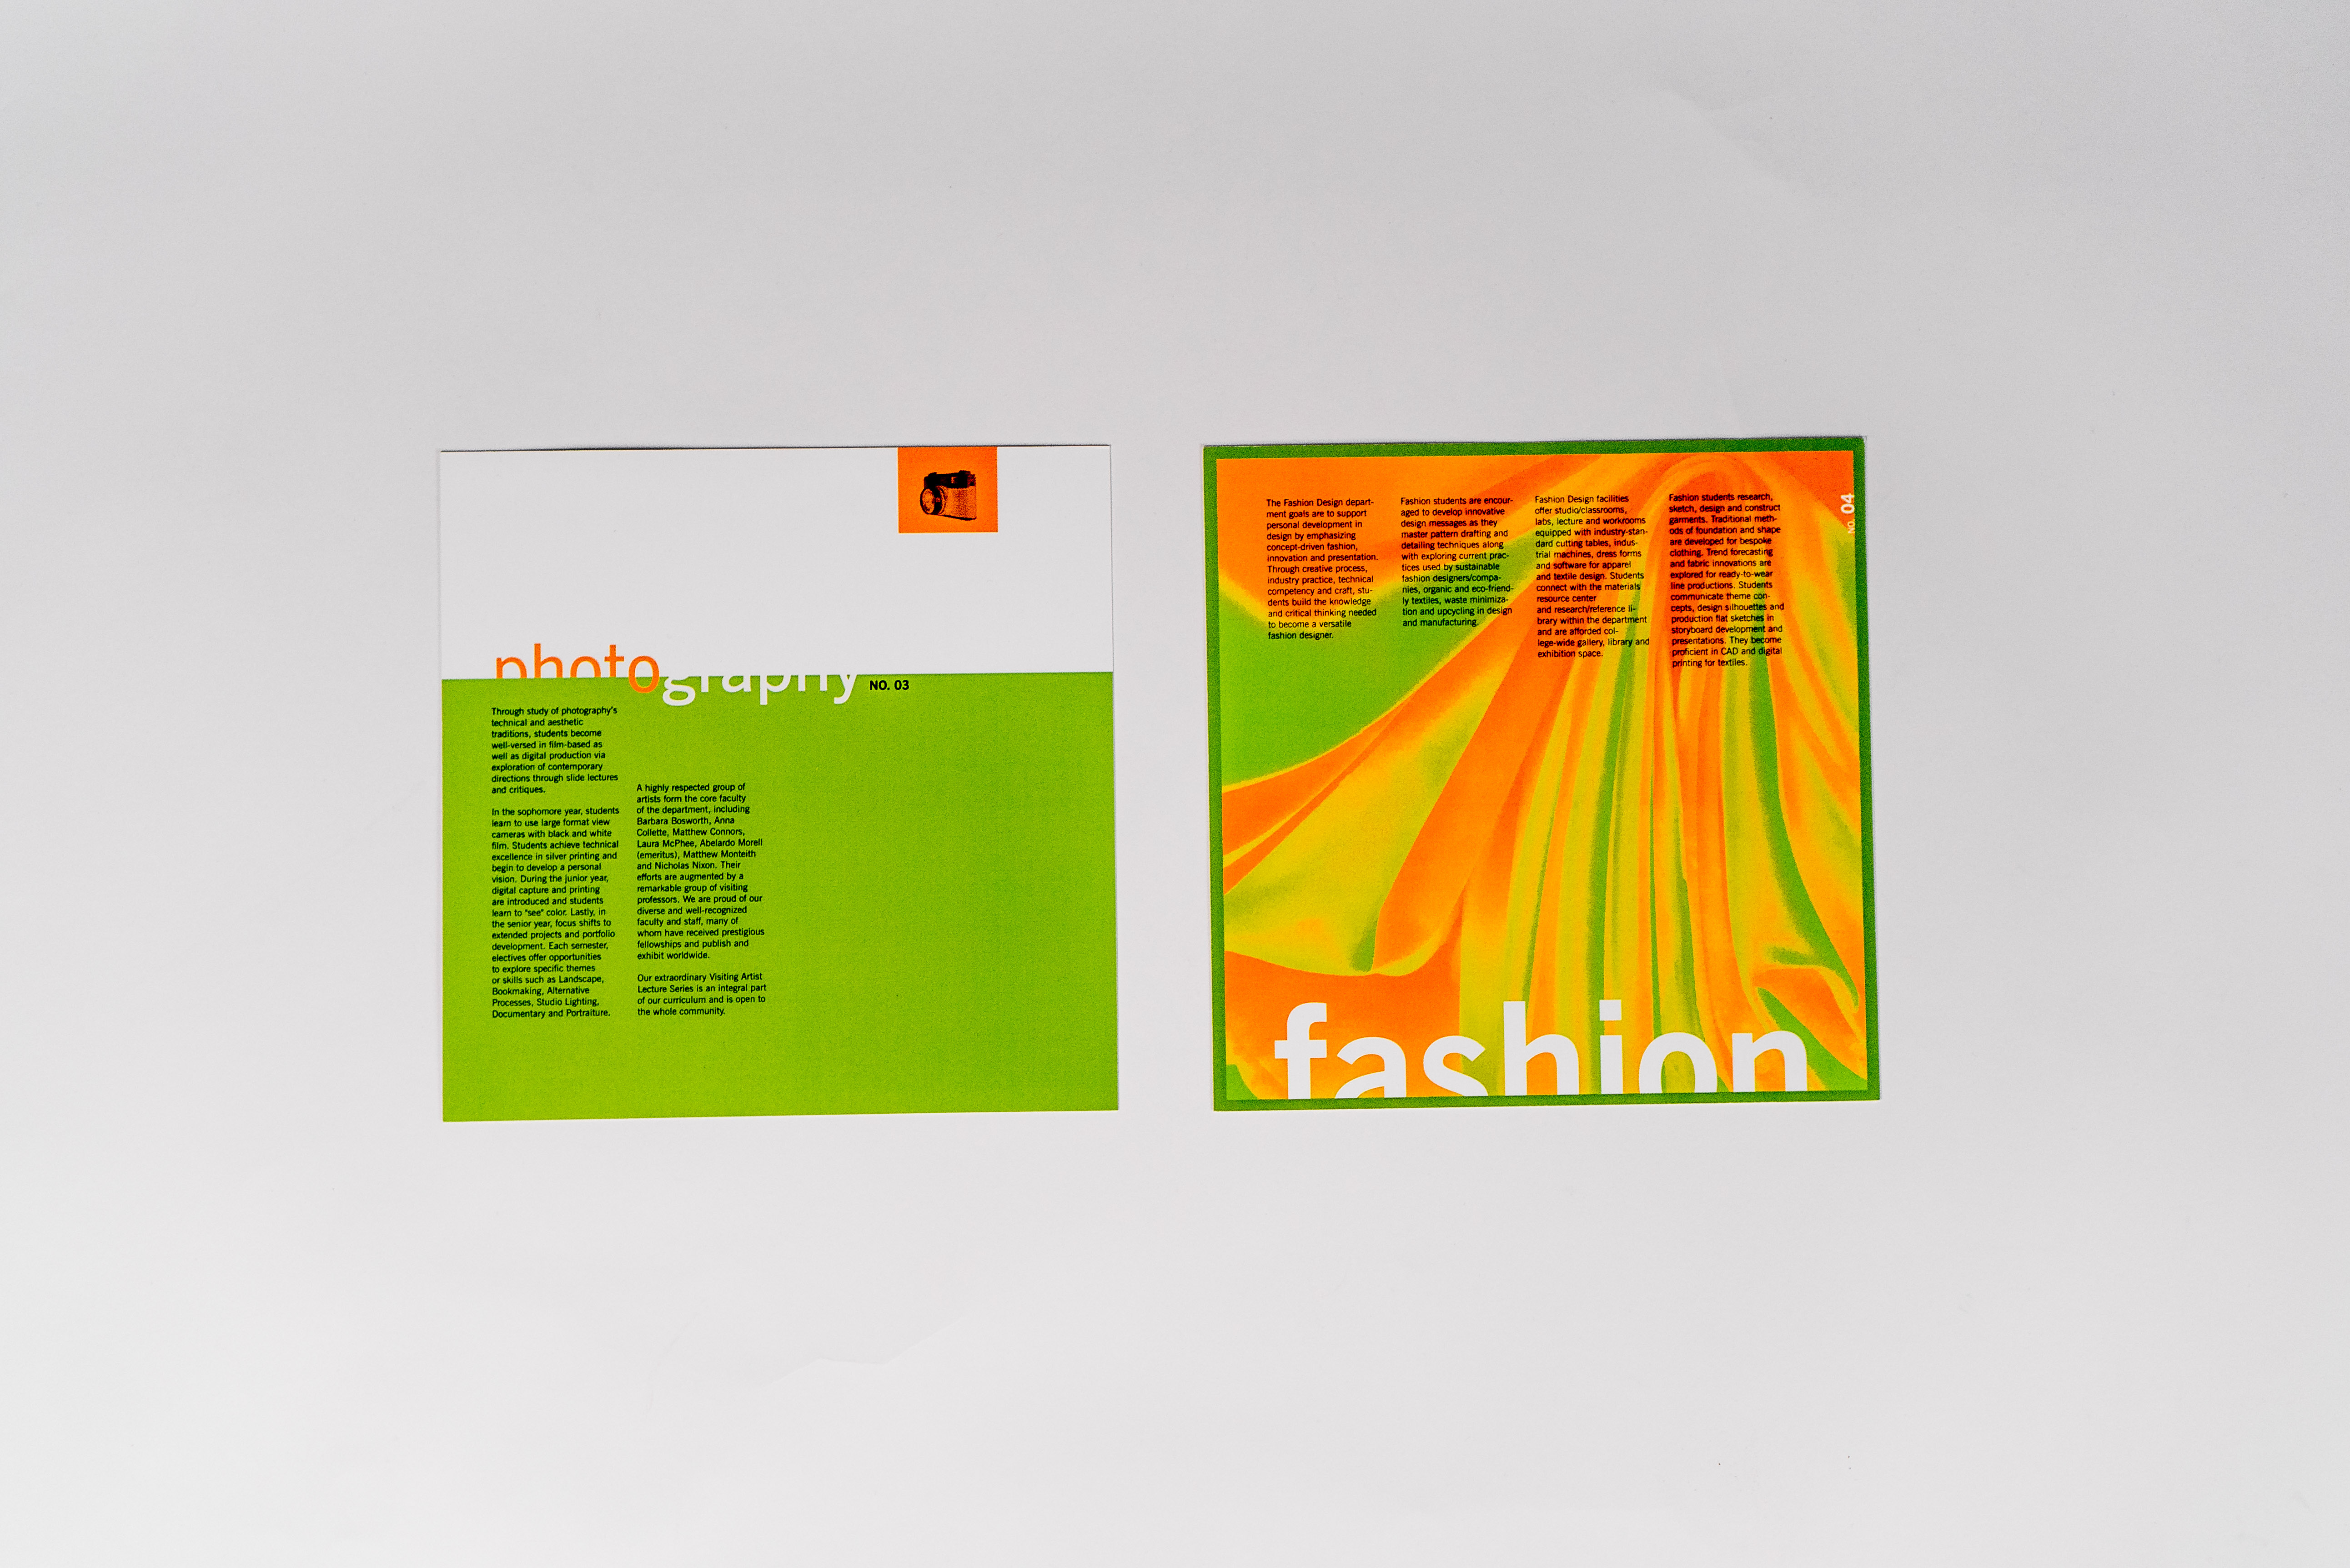 photography NO. 03
Through study of photography's
technical and aesthetic
traditions, students become
well-versed in film-based as
well as digital production via
exploration of contemporary
directions through slide lectures
and critiques.
In the sophomore year, students
learn to use large format view
cameras with black and white
film. Students achieve technical
excellence in silver printing and
begin to develop a personal
vision. During the junior year,
digital capture and printing
are introduced and students
learn to "see" color. Lastly, in
the senior year, focus shifts to
extended projects and portfolio
development. Each semester,
electives offer opportunities
to explore specific themes
or skills such as Landscape,
Bookmaking, Alternative
Processes, Studio Lighting,
Documentary and Portraiture.
A highly respected group of
artists form the core faculty
of the department, including
Barbara Bosworth, Anna
Collette, Matthew Connors,
Laura McPhee, Abelardo Morell
(emeritus), Matthew Monteith
and Nicholas Nixon. Their
efforts are augmented by a
remarkable group of visiting
professors. We are proud of our
diverse and well-recognized
faculty and staff, many of
whom have received prestigious
fellowships and publish and
exhibit worldwide.
Our extraordinary Visiting Artist
Lecture Series is an integral part
of our curriculum and is open to
the whole community.
The Fashion Design depart-
ment goals are to support
personal development in
design by emphasizing
concept-driven fashion,
innovation and presentation.
Through creative process,
industry practice, technical
competency and craft, stu-
dents build the knowledge
and critical thinking needed
to become a versatile
fashion designer.
Fashion students are encour-
aged to develop innovative
design messages as they
master pattern drafting and
detailing techniques along
with exploring current prac-
tices used by sustainable
fashion designers/compa-
nies, organic and eco-friend-
ly textiles, waste minimiza-
tion and upcycling in design
and manufacturing.
Fashion Design facilities
offer studio/classrooms,
labs, lecture and workrooms
equipped with industry-stan-
dard cutting tables, indus-
trial machines, dress forms
and software for apparel
and textile design. Students
connect with the materials
resource center
and research/reference li-
brary within the department
and are afforded col-
lege-wide gallery, library and
exhibition space.
Fashion students research,
sketch, design and construct
garments. Traditional meth-
ods of foundation and shape
are developed for bespoke
clothing. Trend forecasting
and fabric innovations are
explored for ready-to-wear
line productions. Students
communicate theme con-
cepts, design silhouettes and
production flat sketches in
storyboard development and
presentations. They become
proficient in CAD and digital
printing for textiles.
NO. 04
fashion